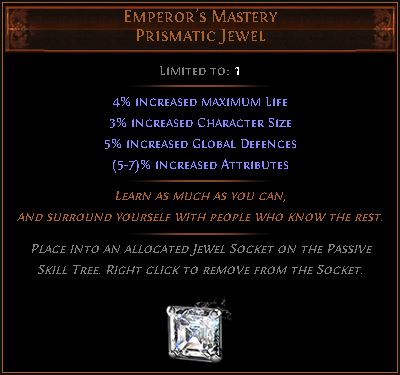 Emperor's Mastery
Prismatic Jewel
Limited to: 1
4% increased maximum Life
3% increased Character Size
5% increased Global Defences
(5-7)% increased Attributes
Learn as much as you can,
and surround yourself with people who know the rest.
Place into an allocated Jewel Socket on the Passive
Skill Tree. Right click to remove from the Socket.